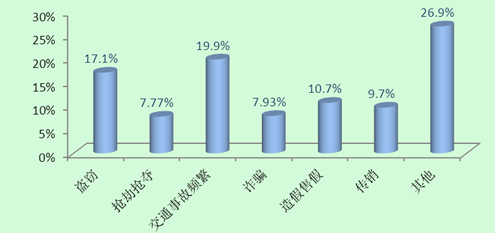 30%
25%
20%
15%
10%
5%
0%
17.1%
7.77%
19.9%
7.93%
10.7%
9.7%
26.9%
盗窃
抢劫抢夺
交通事故频繁
诈骗
造假售假
传销
其他